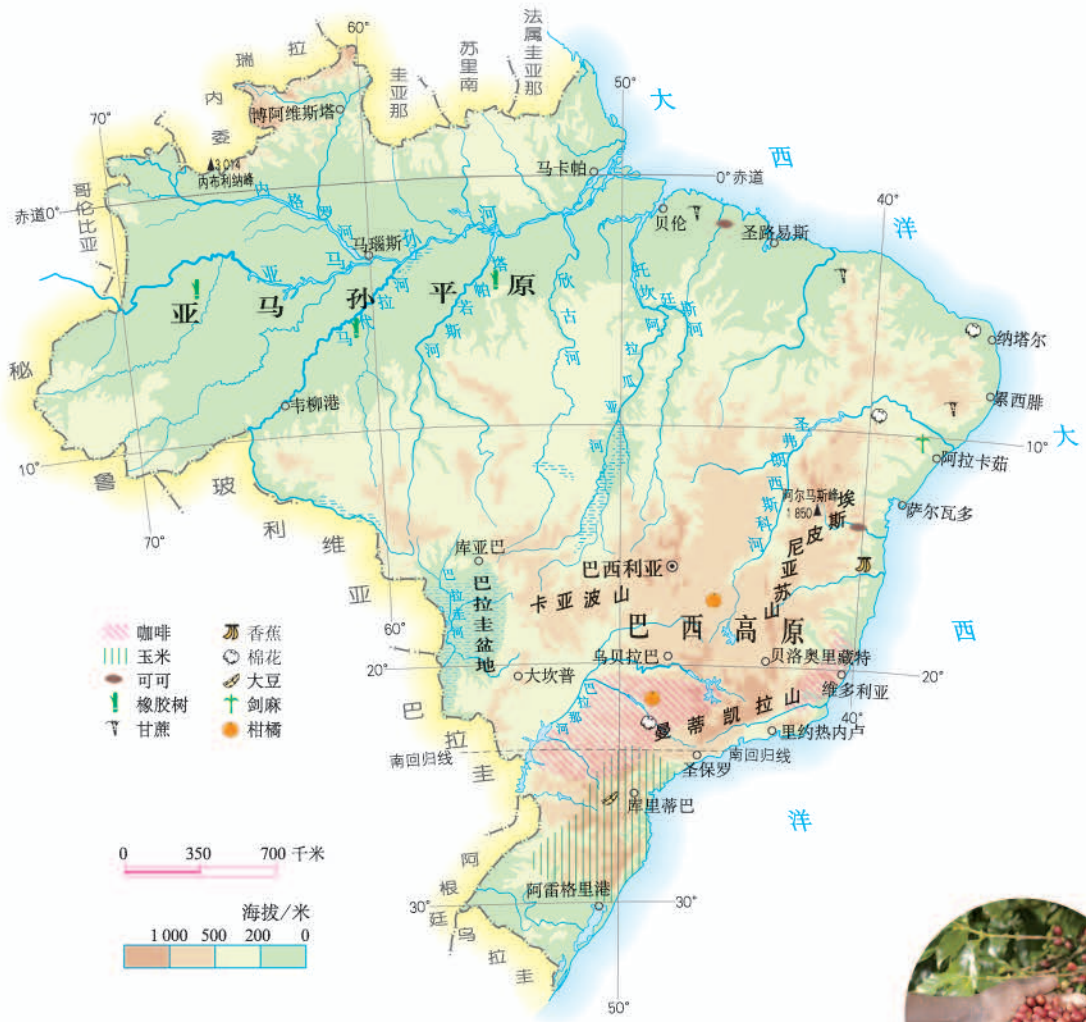 60°
委内瑞拉
圭亚那
苏里南
法属圭亚那
50°
大西洋
70°
博阿维斯塔
3 014
内布利纳峰
马卡帕
0°赤道
哥伦比亚
赤道0°
内格罗河
贝伦
40°
圣路易斯
马瑙斯
亚马孙河
亚马孙平原
马代拉河
塔帕若斯河
欣古河
托坎廷斯河
阿拉瓜亚河
纳塔尔
秘鲁
韦柳港
累西腓
圣弗朗西斯科河
10°
大西洋
阿拉卡茹
10°
玻利维亚
阿尔马斯峰
1 850
埃斯皮尼亚苏山
萨尔瓦多
70°
库亚巴
巴西利亚
巴拉圭河
巴拉圭盆地
卡亚波山
巴西高原
60°
乌贝拉巴
贝洛奥里藏特
20°
大坎普
20°
维多利亚
巴拉那河
曼蒂凯拉山
40°
里约热内卢
巴拉圭
南回归线
南回归线
圣保罗
库里蒂巴
阿根廷
阿雷格里港
30°
30°
乌拉圭
50°
咖啡
香蕉
玉米
棉花
可可
大豆
橡胶树
剑麻
甘蔗
柑橘
0 350 700 千米
海拔/米
1 000 500 200 0